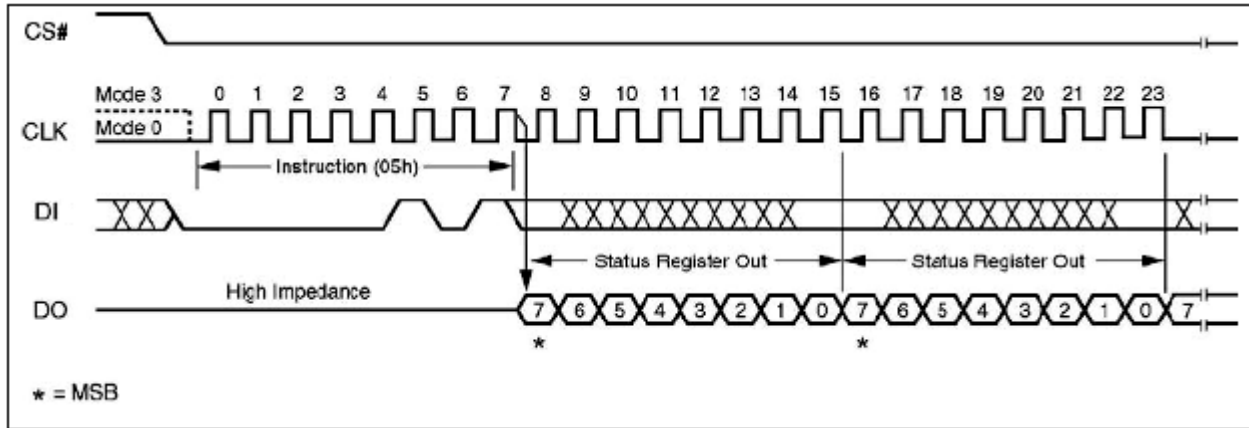 CS#
Mode 3
0 1 2 3 4 5 6 7 8 9 10 11 12 13 14 15 16 17 18 19 20 21 22 23
CLK
Mode 0
Instruction (05h)
DI
Status Register Out
Status Register Out
High Impedance
DO
7 6 5 4 3 2 1 0 7 6 5 4 3 2 1 0 7
* *
* = MSB